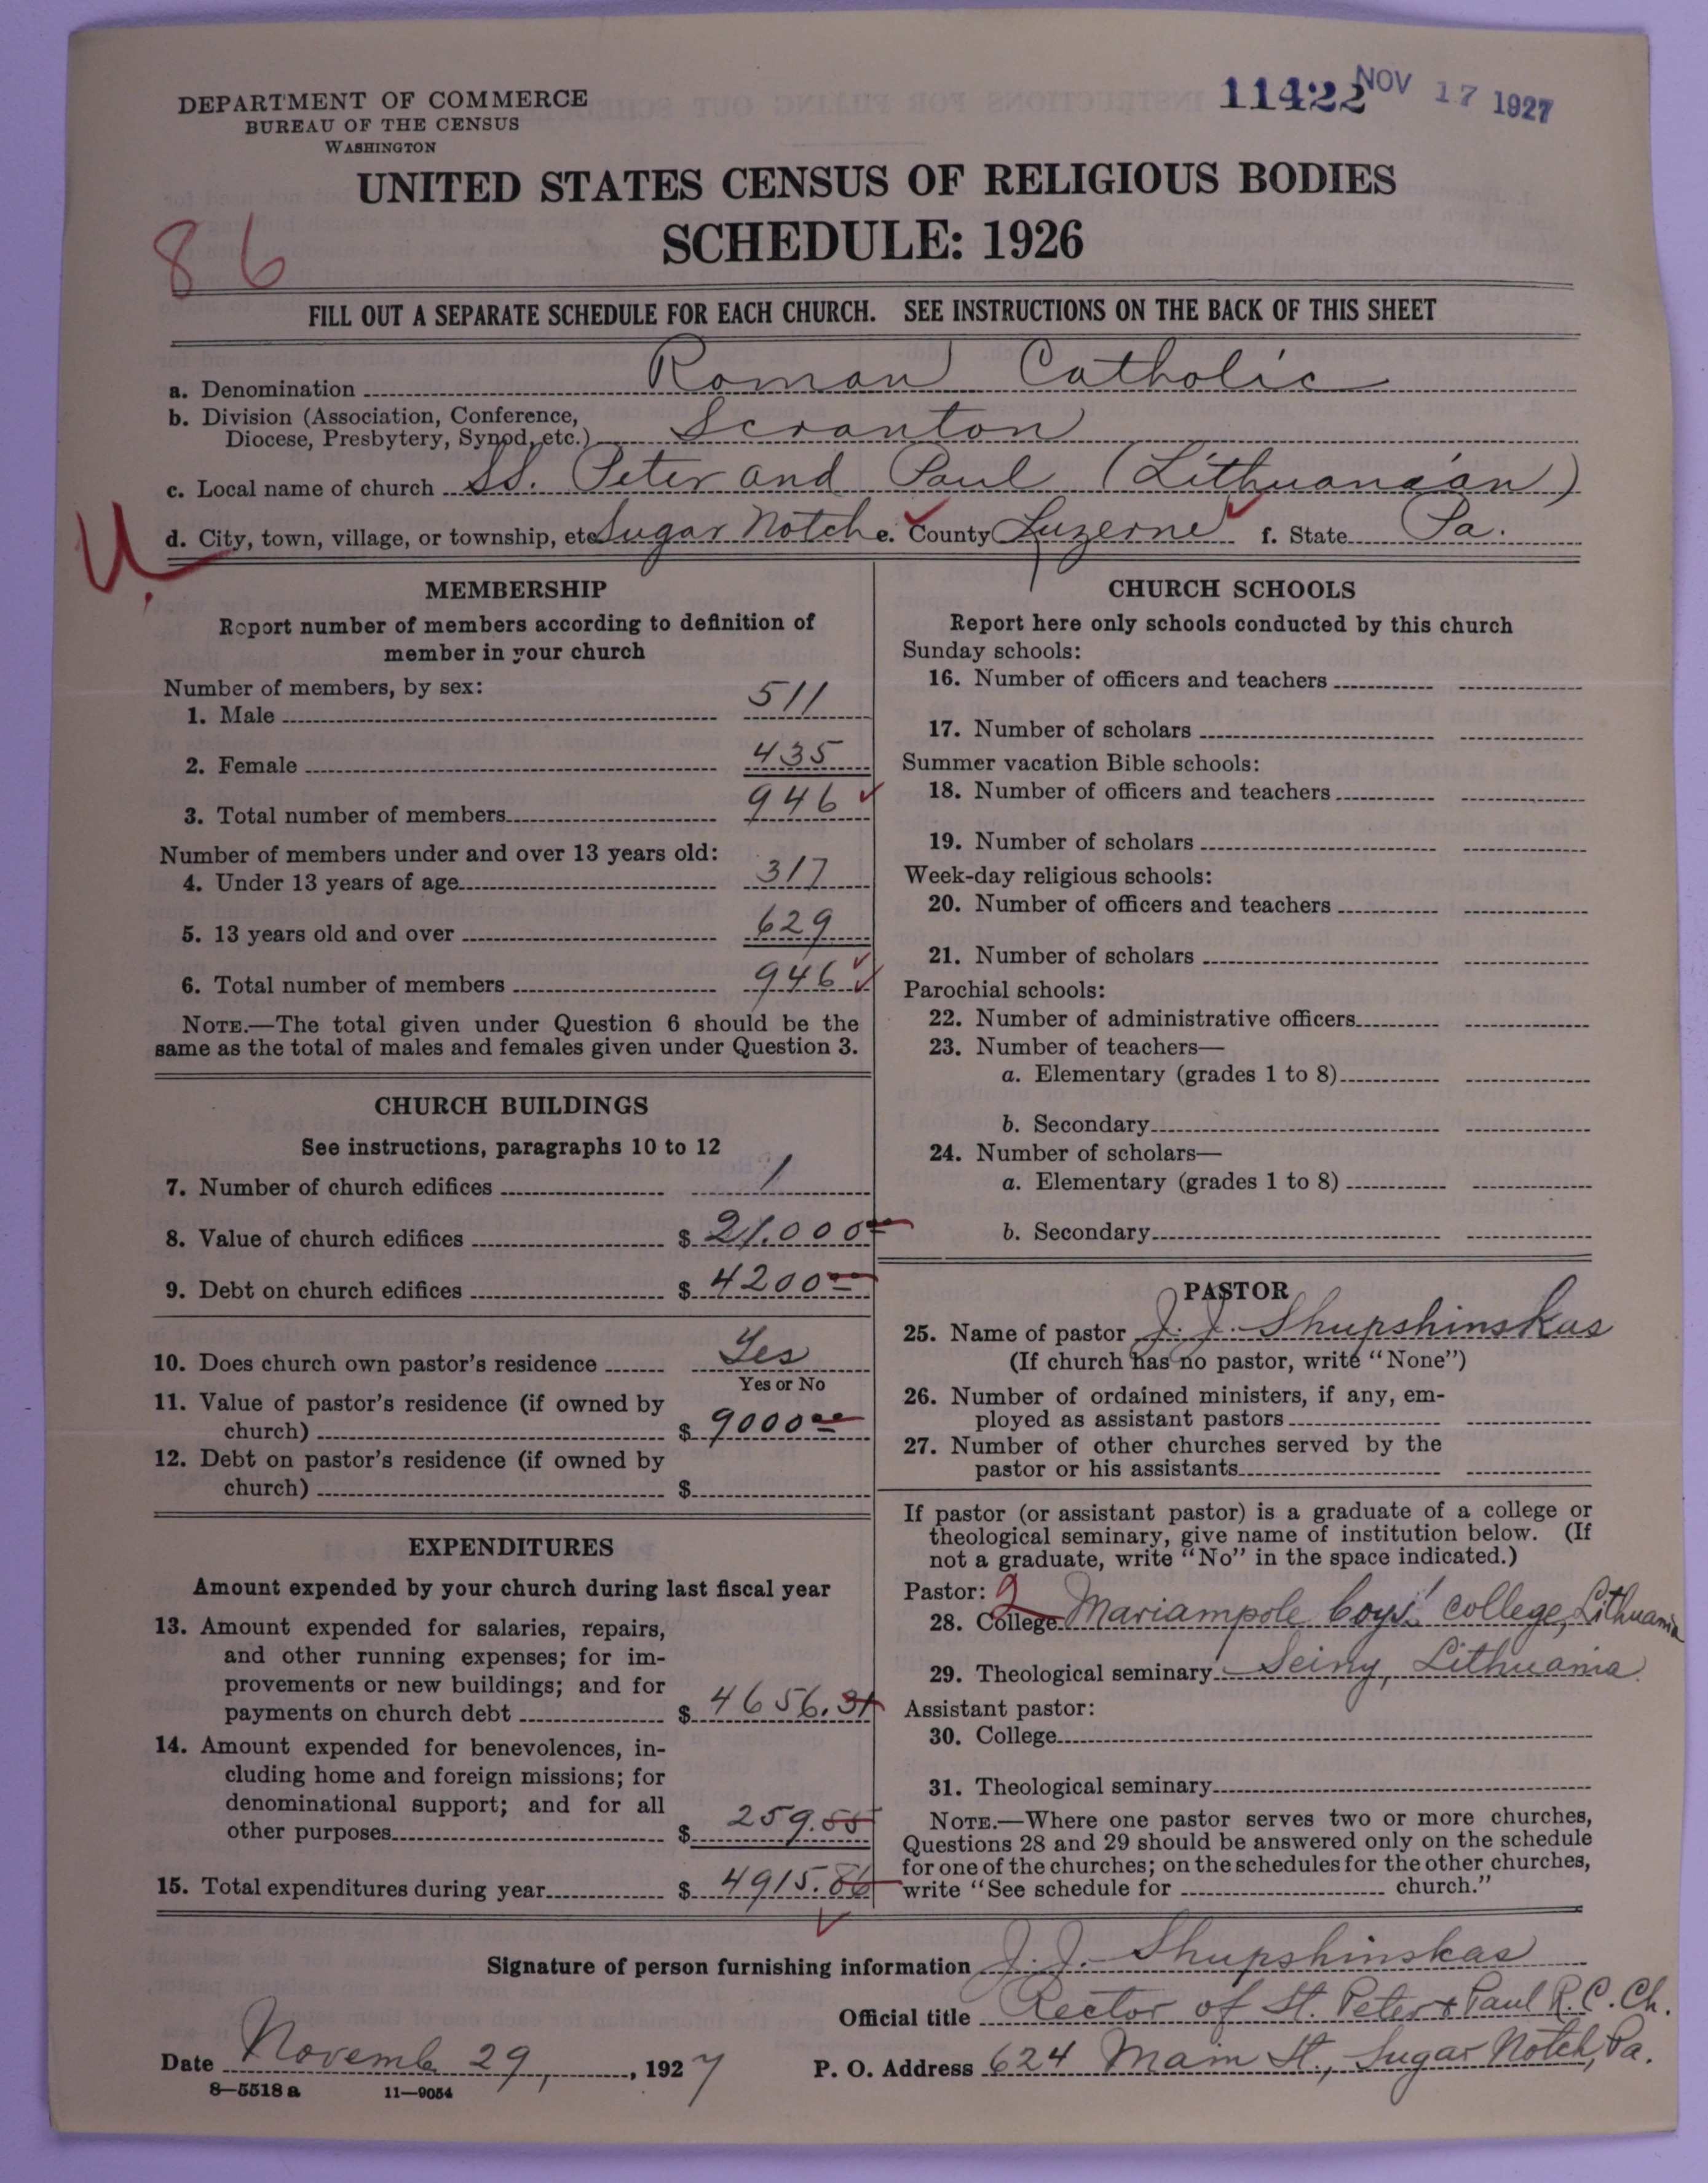 DEPARTMENT OF COMMERCE
BUREAU OF THE CENSUS
WASHINGTON
11422 NOV 17 1927
UNITED STATES CENSUS OF RELIGIOUS BODIES
SCHEDULE: 1926
86
FILL OUT A SEPARATE SCHEDULE FOR EACH CHURCH. SEE INSTRUCTIONS ON THE BACK OF THIS SHEET
a. Denomination Roman Catholic
b. Division (Association, Conference,
Diocese, Presbytery, Synod, etc.) Scranton
c. Local name of church SS. Peter and Paul (Lithuanian)
d. City, town, village, or township, etc Sugar Notch e. County Luzerne f. State Pa.
U.
MEMBERSHIP
Report number of members according to definition of
member in your church
Number of members, by sex:
1. Male 511
2. Female 435
3. Total number of members 946
Number of members under and over 13 years old:
4. Under 13 years of age 317
5. 13 years old and over 629
6. Total number of members 946
NOTE.—The total given under Question 6 should be the
same as the total of males and females given under Question 3.
CHURCH BUILDINGS
See instructions, paragraphs 10 to 12
7. Number of church edifices 1
8. Value of church edifices $ 21.000
9. Debt on church edifices $ 4200
10. Does church own pastor's residence Yes
Yes or No
11. Value of pastor's residence (if owned by
church) $ 9000 00
12. Debt on pastor's residence (if owned by
church) $
EXPENDITURES
Amount expended by your church during last fiscal year
13. Amount expended for salaries, repairs,
and other running expenses; for im-
provements or new buildings; and for
payments on church debt $ 4656.31
14. Amount expended for benevolences, in-
cluding home and foreign missions; for
denominational support; and for all
other purposes $ 259.55
15. Total expenditures during year $ 4915.86
CHURCH SCHOOLS
Report here only schools conducted by this church
Sunday schools:
16. Number of officers and teachers
17. Number of scholars
Summer vacation Bible schools:
18. Number of officers and teachers
19. Number of scholars
Week-day religious schools:
20. Number of officers and teachers
21. Number of scholars
Parochial schools:
22. Number of administrative officers
23. Number of teachers—
a. Elementary (grades 1 to 8)
b. Secondary
24. Number of scholars—
a. Elementary (grades 1 to 8)
b. Secondary
PASTOR
25. Name of pastor J. J. Shupshinskas
(If church has no pastor, write "None")
26. Number of ordained ministers, if any, em-
ployed as assistant pastors
27. Number of other churches served by the
pastor or his assistants
If pastor (or assistant pastor) is a graduate of a college or
theological seminary, give name of institution below. (If
not a graduate, write "No" in the space indicated.)
Pastor: 2
28. College Mariampole boys' college, Lithuania
29. Theological seminary Seiny, Lithuania
Assistant pastor:
30. College
31. Theological seminary
NOTE.—Where one pastor serves two or more churches,
Questions 28 and 29 should be answered only on the schedule
for one of the churches; on the schedules for the other churches,
write "See schedule for church."
Signature of person furnishing information J. J. Shupshinskas
Official title Rector of St. Peter & Paul R. C. Ch.
Date Novemb 29, 1927 P. O. Address 624 Main St., Sugar Notch, Pa.
8—5518 a 11—9054